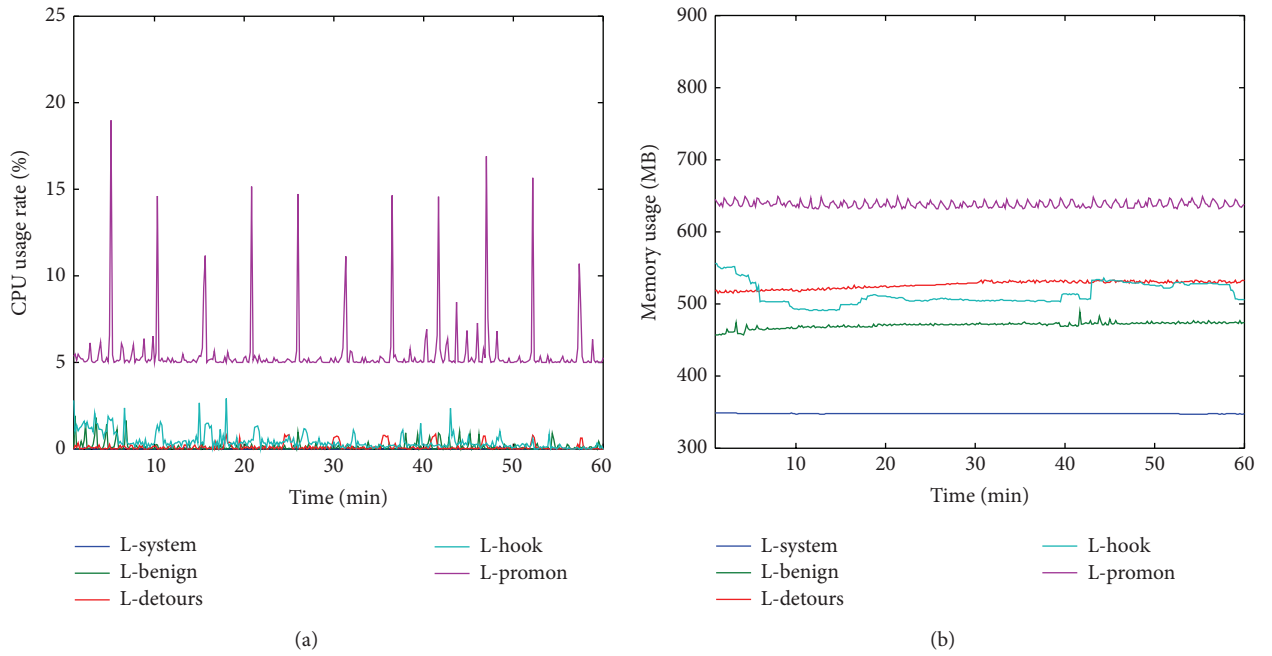 25
20
15
10
5
0
CPU usage rate (%)
10 20 30 40 50 60
Time (min)
L-system
L-benign
L-detours
L-hook
L-promon
(a)
900
800
700
600
500
400
300
Memory usage (MB)
10 20 30 40 50 60
Time (min)
L-system
L-benign
L-detours
L-hook
L-promon
(b)